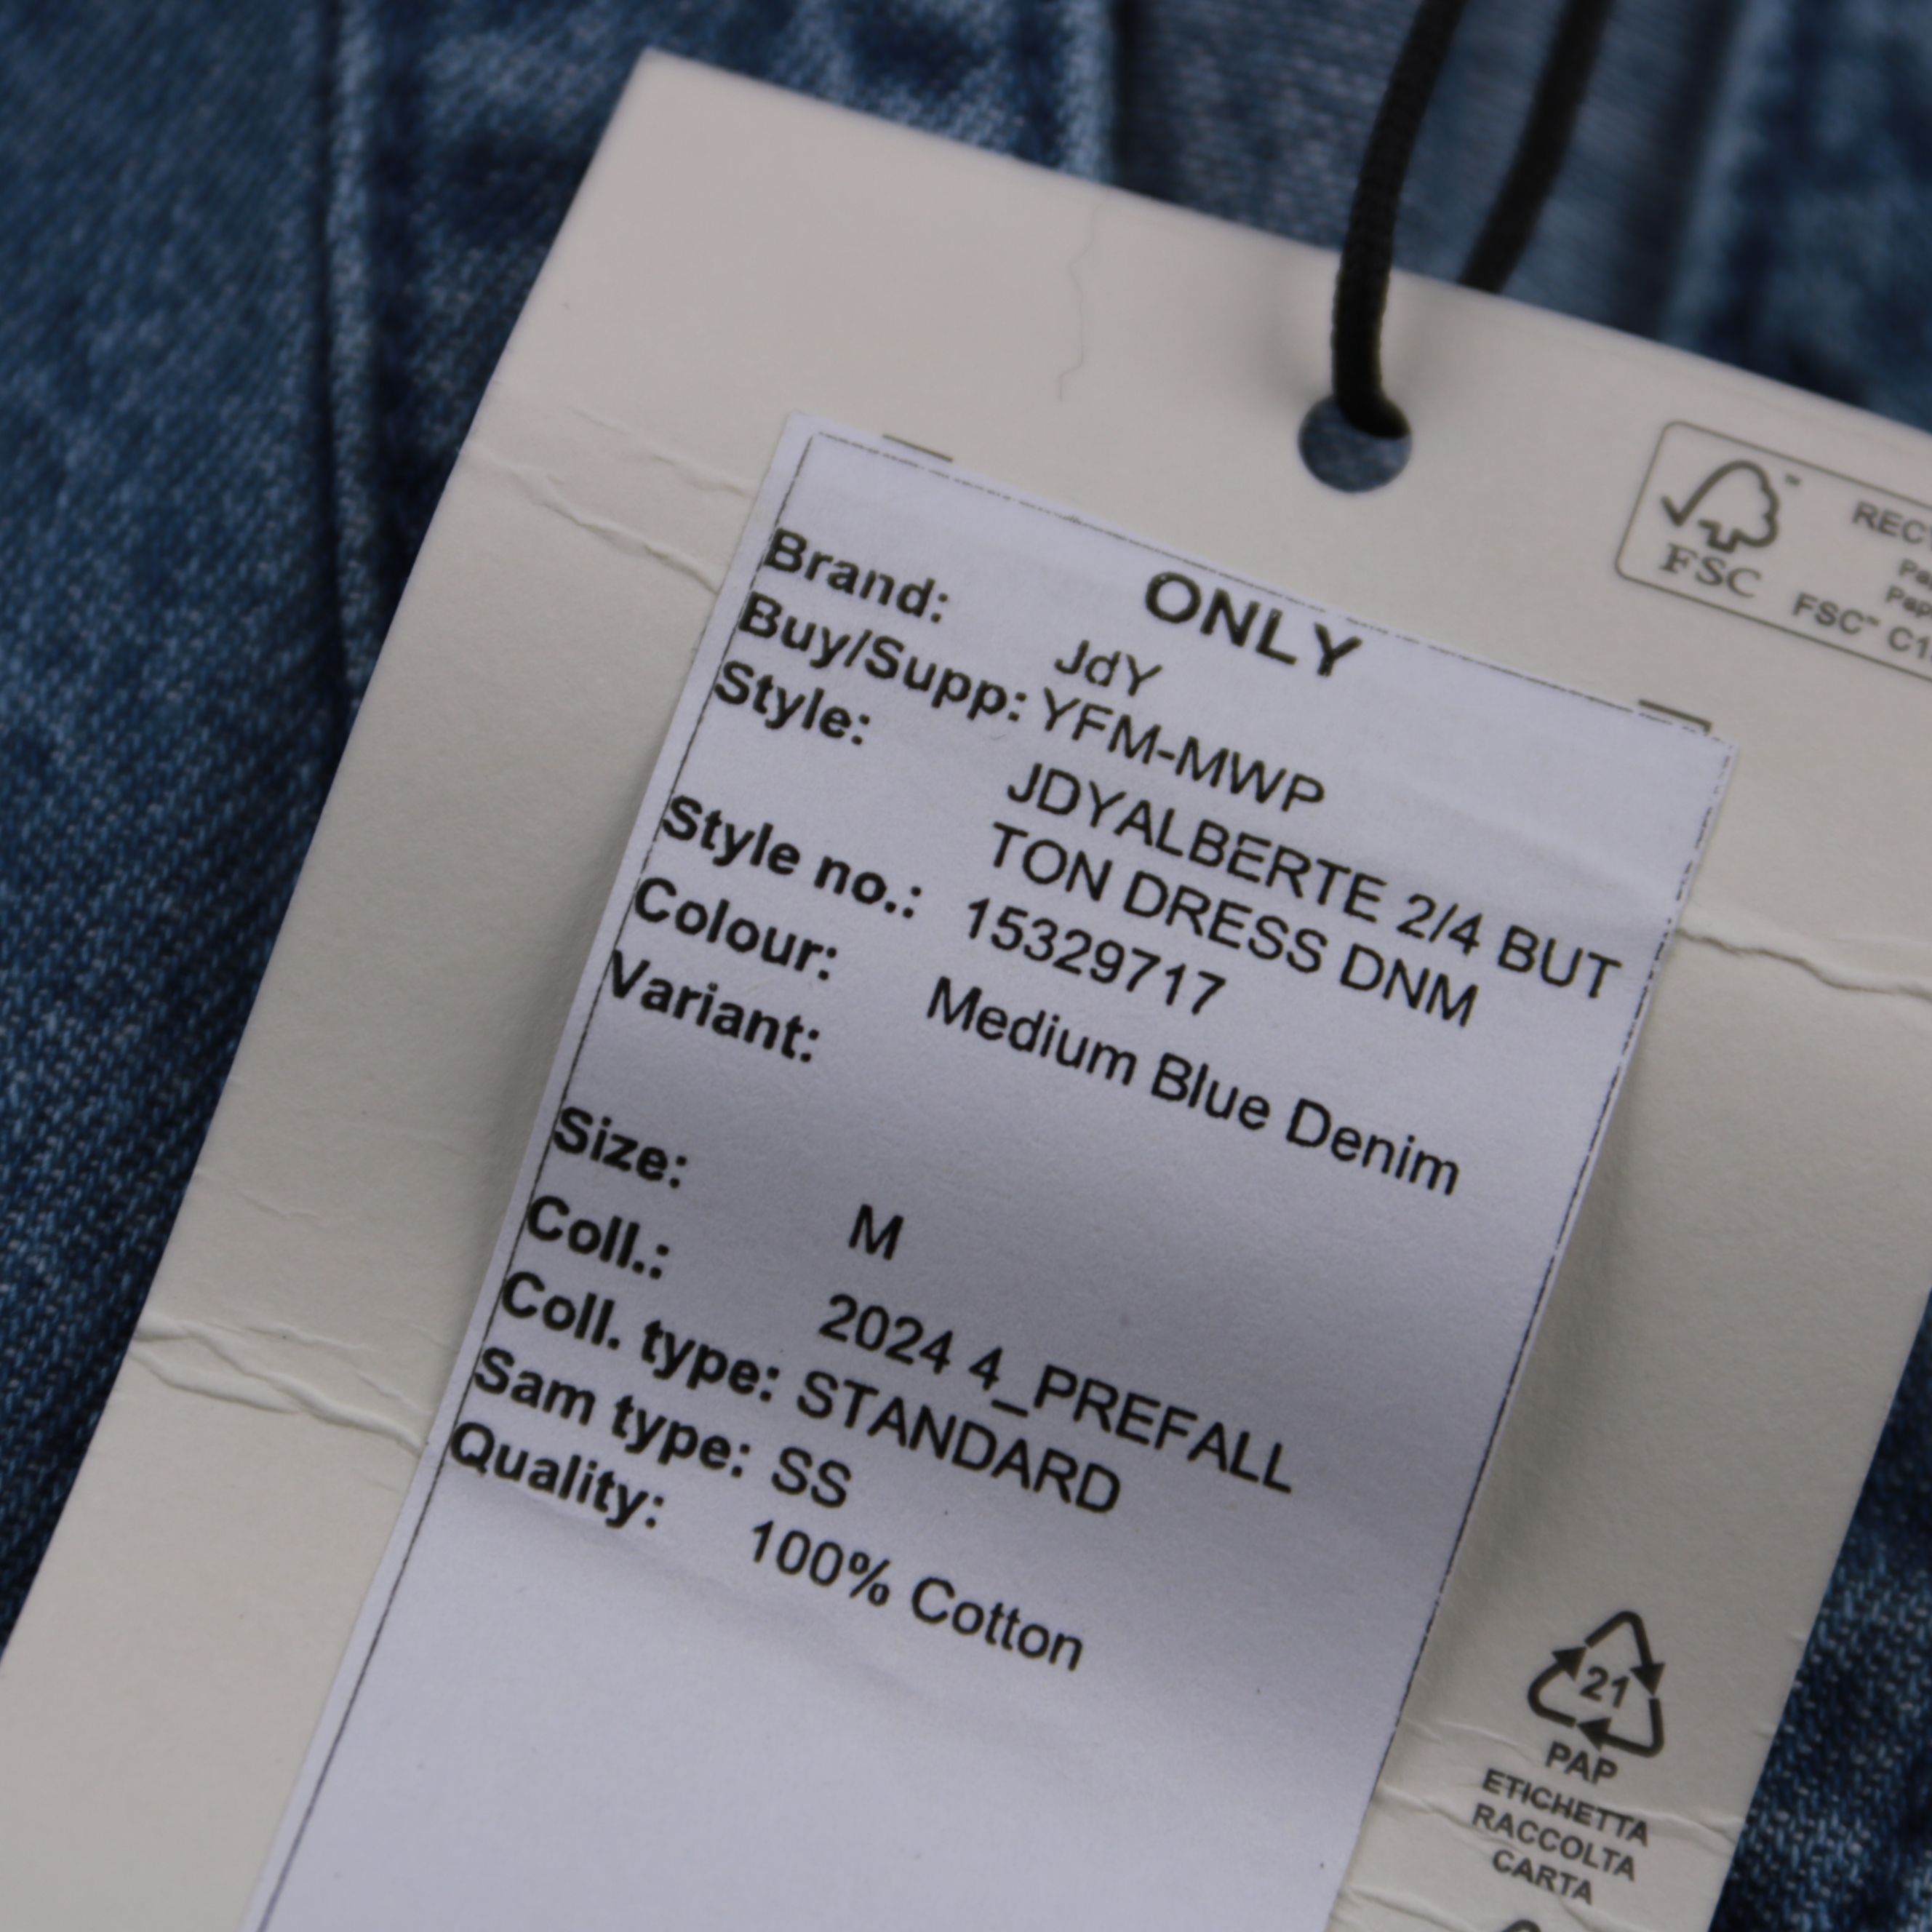 ONLY
Brand: JdY
Buy/Supp: YFM-MWP
Style: JDYALBERTE 2/4 BUT
TON DRESS DNM
Style no.: 15329717
Colour: Medium Blue Denim
Variant:
Size: M
Coll.: 2024 4_PREFALL
Coll. type: STANDARD
Sam type: SS
Quality: 100% Cotton
FSC™
FSC™
21
PAP
ETICHETTA
RACCOLTA
CARTA